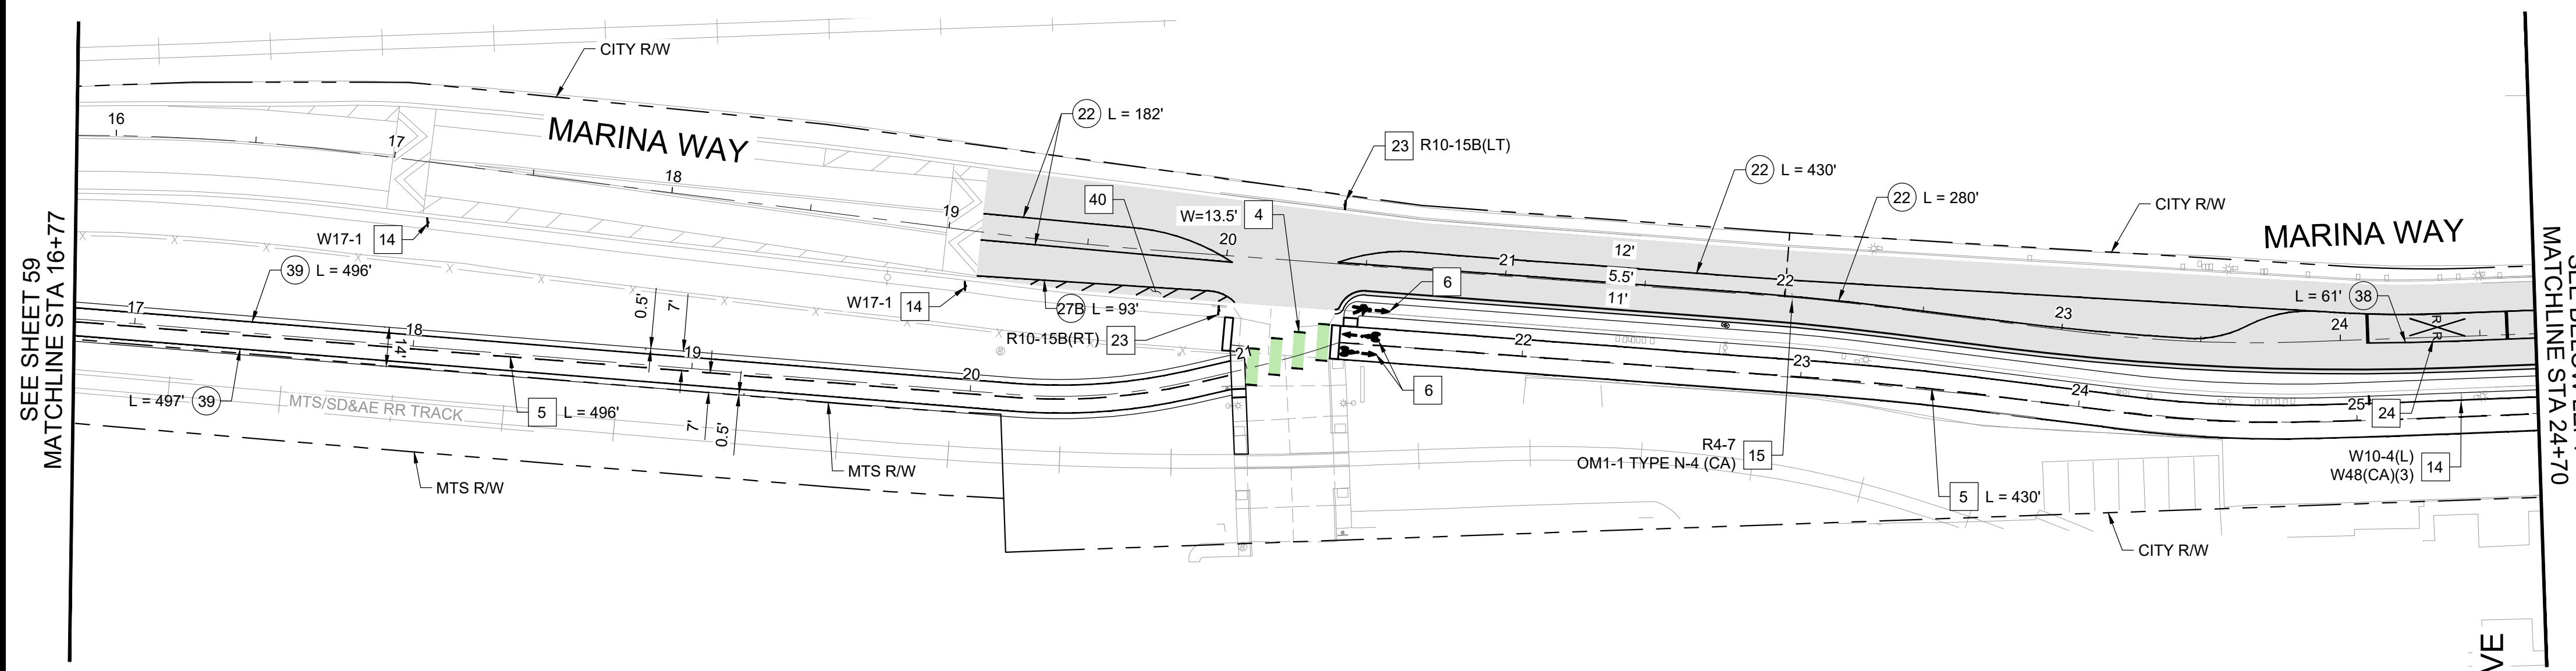 SEE SHEET 59
MATCHLINE STA 16+77
CITY R/W
16
17
MARINA WAY
18
19
22 L = 182'
40
W=13.5' 4
20
23 R10-15B(LT)
22 L = 430'
22 L = 280'
CITY R/W
MARINA WAY
12'
5.5'
11'
21
22
23
24
L = 61' 38
R R
W17-1 14
W17-1 14
39 L = 496'
27B L = 93'
R10-15B(RT) 23
6
6
0.5'
7'
17
18
14'
19
20
21
22
23
24
25
24
L = 497' 39
MTS/SD&AE RR TRACK
5 L = 496'
7'
0.5'
MTS R/W
MTS R/W
R4-7
OM1-1 TYPE N-4 (CA) 15
5 L = 430'
W10-4(L)
W48(CA)(3) 14
CITY R/W
MATCHLINE STA 24+70
VE